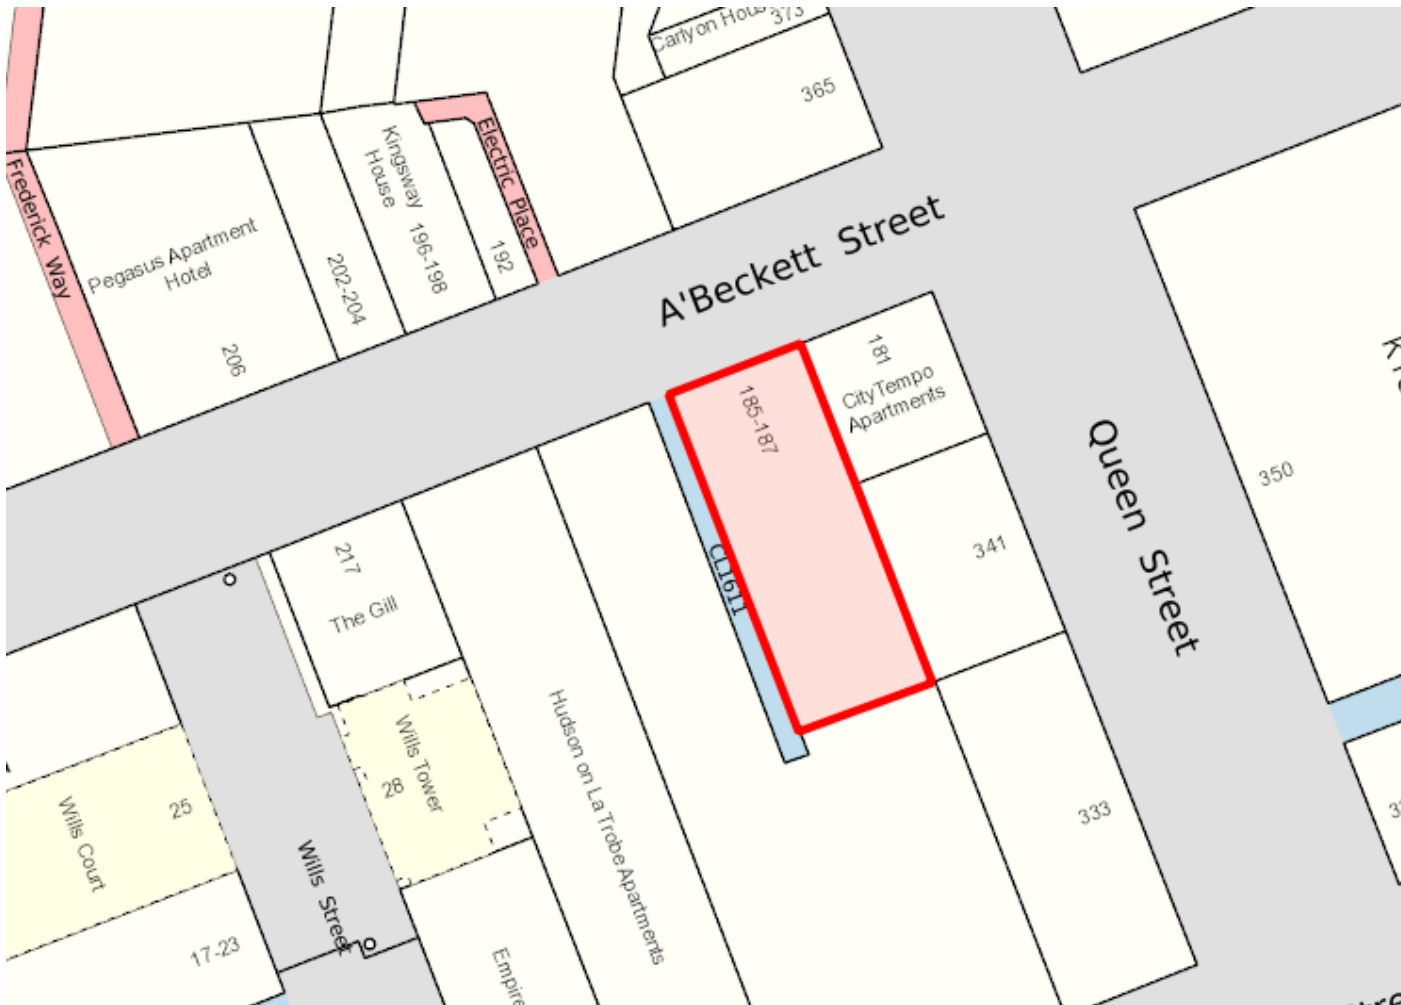 Carlyon House
373
365
Frederick Way
Pegasus Apartment
Hotel
206
202-204
Kingsway
House
196-198
Electric Place
192
A'Beckett Street
185-187
181
CityTempo
Apartments
Queen Street
350
341
CL1611
217
The Gill
Wills Tower
28
Hudson on La Trobe Apartments
333
25
Wills Court
Wills Street
17-23
Empire